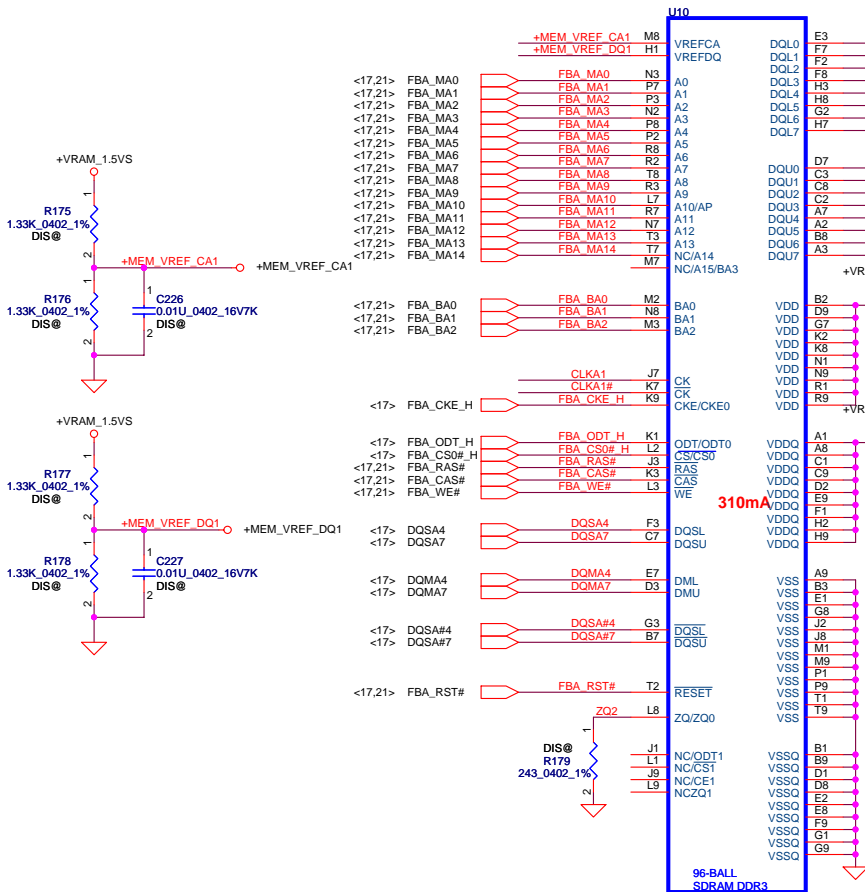 U10
+MEM_VREF_CA1 M8 VREFCA DQL0 E3
+MEM_VREF_DQ1 H1 VREFDQ DQL1 F7
DQL2 F2
<17,21> FBA_MA0 FBA_MA0 N3 A0 DQL3 F8
<17,21> FBA_MA1 FBA_MA1 P7 A1 DQL4 H3
<17,21> FBA_MA2 FBA_MA2 P3 A2 DQL5 H8
<17,21> FBA_MA3 FBA_MA3 N2 A3 DQL6 G2
<17,21> FBA_MA4 FBA_MA4 P8 A4 DQL7 H7
<17,21> FBA_MA5 FBA_MA5 P2 A5
<17,21> FBA_MA6 FBA_MA6 R8 A6
<17,21> FBA_MA7 FBA_MA7 R2 A7 DQU0 D7
<17,21> FBA_MA8 FBA_MA8 T8 A8 DQU1 C3
<17,21> FBA_MA9 FBA_MA9 R3 A9 DQU2 C8
<17,21> FBA_MA10 FBA_MA10 L7 A10/AP DQU3 C2
<17,21> FBA_MA11 FBA_MA11 R7 A11 DQU4 A7
<17,21> FBA_MA12 FBA_MA12 N7 A12 DQU5 A2
<17,21> FBA_MA13 FBA_MA13 T3 A13 DQU6 B8
<17,21> FBA_MA14 FBA_MA14 T7 NC/A14 DQU7 A3
M7 NC/A15/BA3
+VR
<17,21> FBA_BA0 FBA_BA0 M2 BA0 VDD B2
<17,21> FBA_BA1 FBA_BA1 N8 BA1 VDD D9
<17,21> FBA_BA2 FBA_BA2 M3 BA2 VDD G7
VDD K2
VDD K8
VDD N1
CLKA1 J7 CK VDD N9
CLKA1# K7 CK VDD R1
<17> FBA_CKE_H FBA_CKE_H K9 CKE/CKE0 VDD R9
+VR
<17> FBA_ODT_H FBA_ODT_H K1 ODT/ODT0 VDDQ A1
<17> FBA_CS0#_H FBA_CS0#_H L2 CS/CS0 VDDQ A8
<17,21> FBA_RAS# FBA_RAS# J3 RAS VDDQ C1
<17,21> FBA_CAS# FBA_CAS# K3 CAS VDDQ C9
<17,21> FBA_WE# FBA_WE# L3 WE VDDQ D2
310mA VDDQ E9
VDDQ F1
<17> DQSA4 DQSA4 F3 DQSL VDDQ H2
<17> DQSA7 DQSA7 C7 DQSU VDDQ H9
<17> DQMA4 DQMA4 E7 DML VSS A9
<17> DQMA7 DQMA7 D3 DMU VSS B3
VSS E1
VSS G8
<17> DQSA#4 DQSA#4 G3 DQSL VSS J2
<17> DQSA#7 DQSA#7 B7 DQSU VSS J8
VSS M1
VSS M9
VSS P1
<17,21> FBA_RST# FBA_RST# T2 RESET VSS P9
VSS T1
ZQ2 L8 ZQ/ZQ0 VSS T9
1
DIS@
R179
243_0402_1%
2
J1 NC/ODT1 VSSQ B1
L1 NC/CS1 VSSQ B9
J9 NC/CE1 VSSQ D1
L9 NCZQ1 VSSQ D8
VSSQ E2
VSSQ E8
VSSQ F9
VSSQ G1
VSSQ G9
96-BALL
SDRAM DDR3
+VRAM_1.5VS
1
R175
1.33K_0402_1%
DIS@
2
+MEM_VREF_CA1 +MEM_VREF_CA1
1
R176
1.33K_0402_1%
DIS@
2
1
C226
0.01U_0402_16V7K
DIS@
2
+VRAM_1.5VS
1
R177
1.33K_0402_1%
DIS@
2
+MEM_VREF_DQ1 +MEM_VREF_DQ1
1
R178
1.33K_0402_1%
DIS@
2
1
C227
0.01U_0402_16V7K
DIS@
2